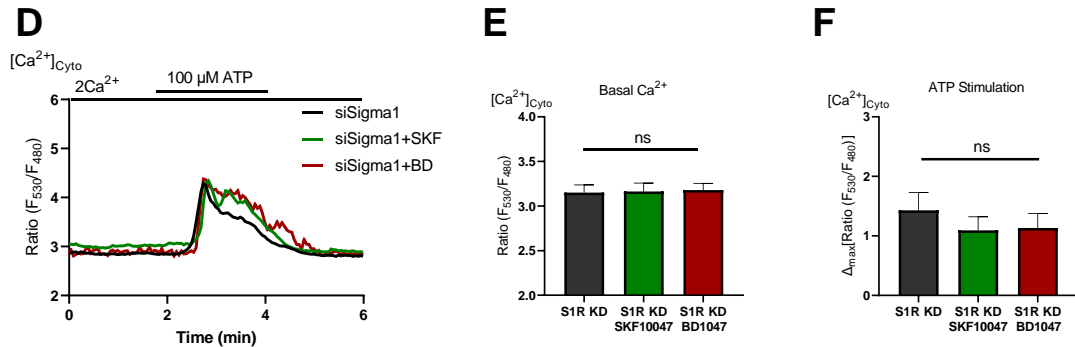 D
[Ca²⁺]Cyto
2Ca²⁺
100 µM ATP
siSigma1
siSigma1+SKF
siSigma1+BD
Ratio (F530/F480)
6
5
4
3
2
0
2
4
6
Time (min)
E
[Ca²⁺]Cyto
Basal Ca²⁺
ns
Ratio (F530/F480)
4.0
3.5
3.0
2.5
2.0
S1R KD
S1R KD
SKF10047
S1R KD
BD1047
F
[Ca²⁺]Cyto
ATP Stimulation
ns
Δmax[Ratio (F530/F480)]
3
2
1
0
S1R KD
S1R KD
SKF10047
S1R KD
BD1047